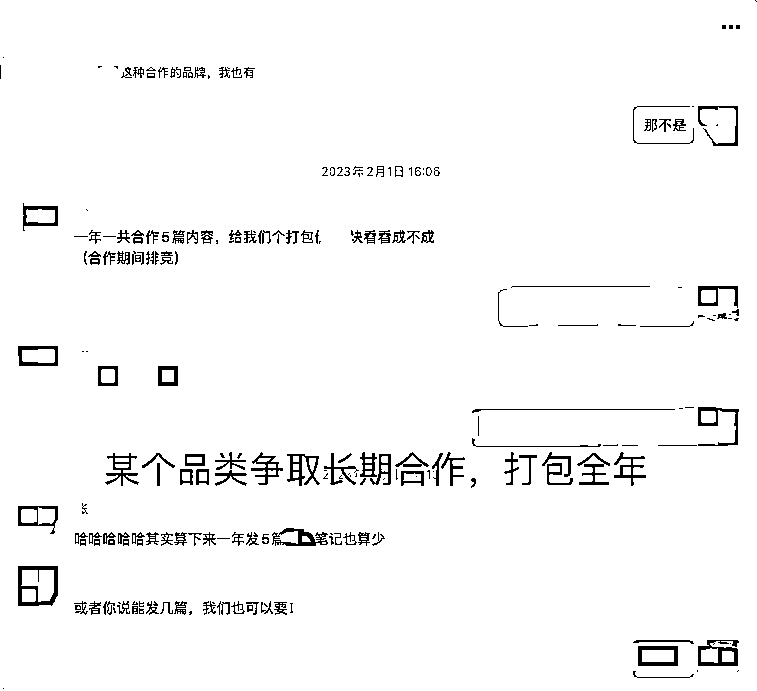 这种合作的品牌，我也有
那不是
2023年2月1日 16:06
一年一共合作5篇内容，给我们个打包
快看看成不成
（合作期间排竞）
某个品类争取长期合作，打包全年
哈哈哈哈哈其实算下来一年发5篇
笔记也算少
或者你说能发几篇，我们也可以要